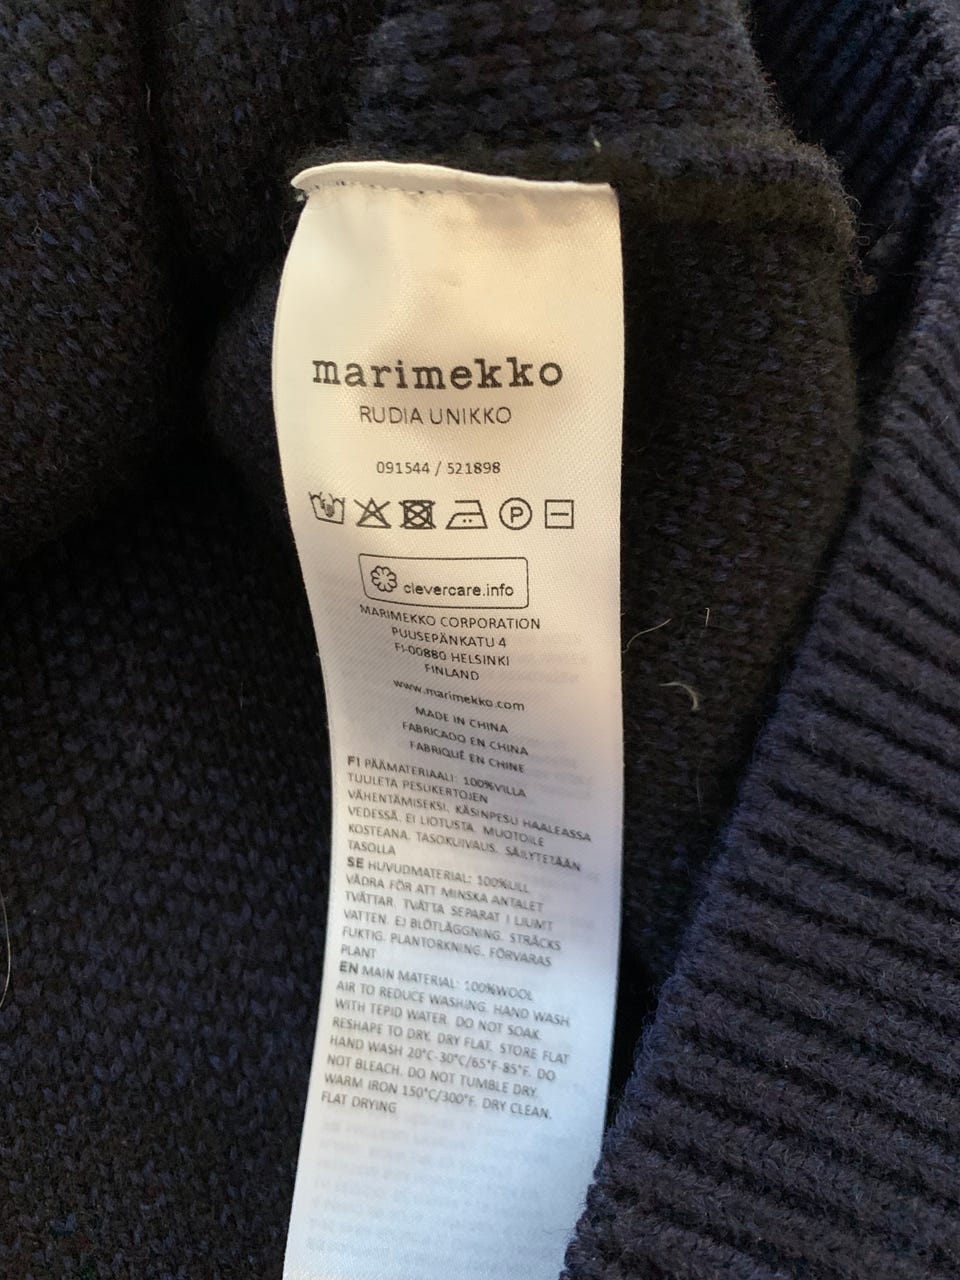 marimekko
RUDIA UNIKKO
091544 / 521898
P
clevercare.info
MARIMEKKO CORPORATION
PUUSEPÄNKATU 4
FI-00880 HELSINKI
FINLAND
www.marimekko.com
MADE IN CHINA
FABRICADO EN CHINA
FABRIQUÉ EN CHINE
FI PÄÄMATERIAALI: 100%VILLA
TUULETA PESUKERTOJEN
VÄHENTÄMISEKSI. KÄSINPESU HAALEASSA
VEDESSÄ. EI LIOTUSTA. MUOTOILE
KOSTEANA. TASOKUIVAUS. SÄILYTETÄÄN
TASOLLA
SE HUVUDMATERIAL: 100%ULL
VÄDRA FÖR ATT MINSKA ANTALET
TVÄTTAR. TVÄTTA SEPARAT I LJUMT
VATTEN. EJ BLÖTLÄGGNING. STRÄCKS
FUKTIG. PLANTORKNING. FÖRVARAS
PLANT
EN MAIN MATERIAL: 100%WOOL
AIR TO REDUCE WASHING. HAND WASH
WITH TEPID WATER. DO NOT SOAK.
RESHAPE TO DRY. DRY FLAT. STORE FLAT
HAND WASH 20°C-30°C/65°F-85°F. DO
NOT BLEACH. DO NOT TUMBLE DRY.
WARM IRON 150°C/300°F. DRY CLEAN.
FLAT DRYING